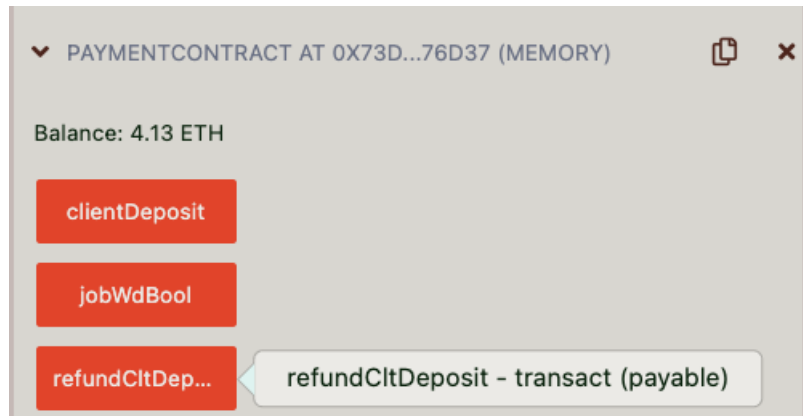 PAYMENTCONTRACT AT 0X73D...76D37 (MEMORY)
Balance: 4.13 ETH
clientDeposit
jobWdBool
refundCltDep... refundCltDeposit - transact (payable)